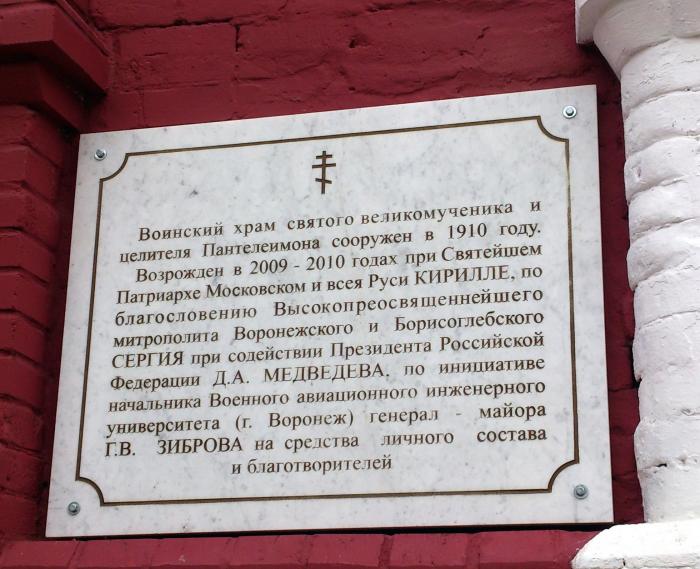 Воинский храм святого великомученика и
целителя Пантелеимона сооружен в 1910 году.
Возрожден в 2009 - 2010 годах при Святейшем
Патриархе Московском и всея Руси КИРИЛЛЕ, по
благословению Высокопреосвященнейшего
митрополита Воронежского и Борисоглебского
СЕРГИЯ при содействии Президента Российской
Федерации Д.А. МЕДВЕДЕВА, по инициативе
начальника Военного авиационного инженерного
университета (г. Воронеж) генерал - майора
Г.В. ЗИБРОВА на средства личного состава
и благотворителей